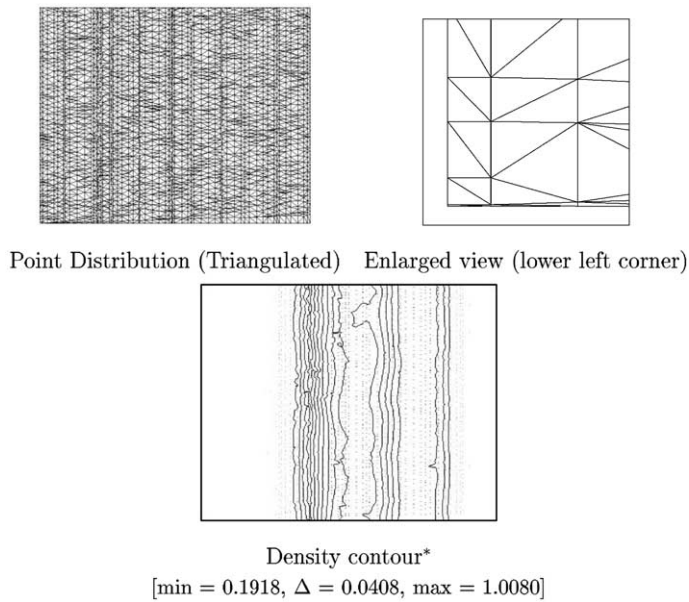 Point Distribution (Triangulated)
Enlarged view (lower left corner)
Density contour*
[min = 0.1918, Δ = 0.0408, max = 1.0080]